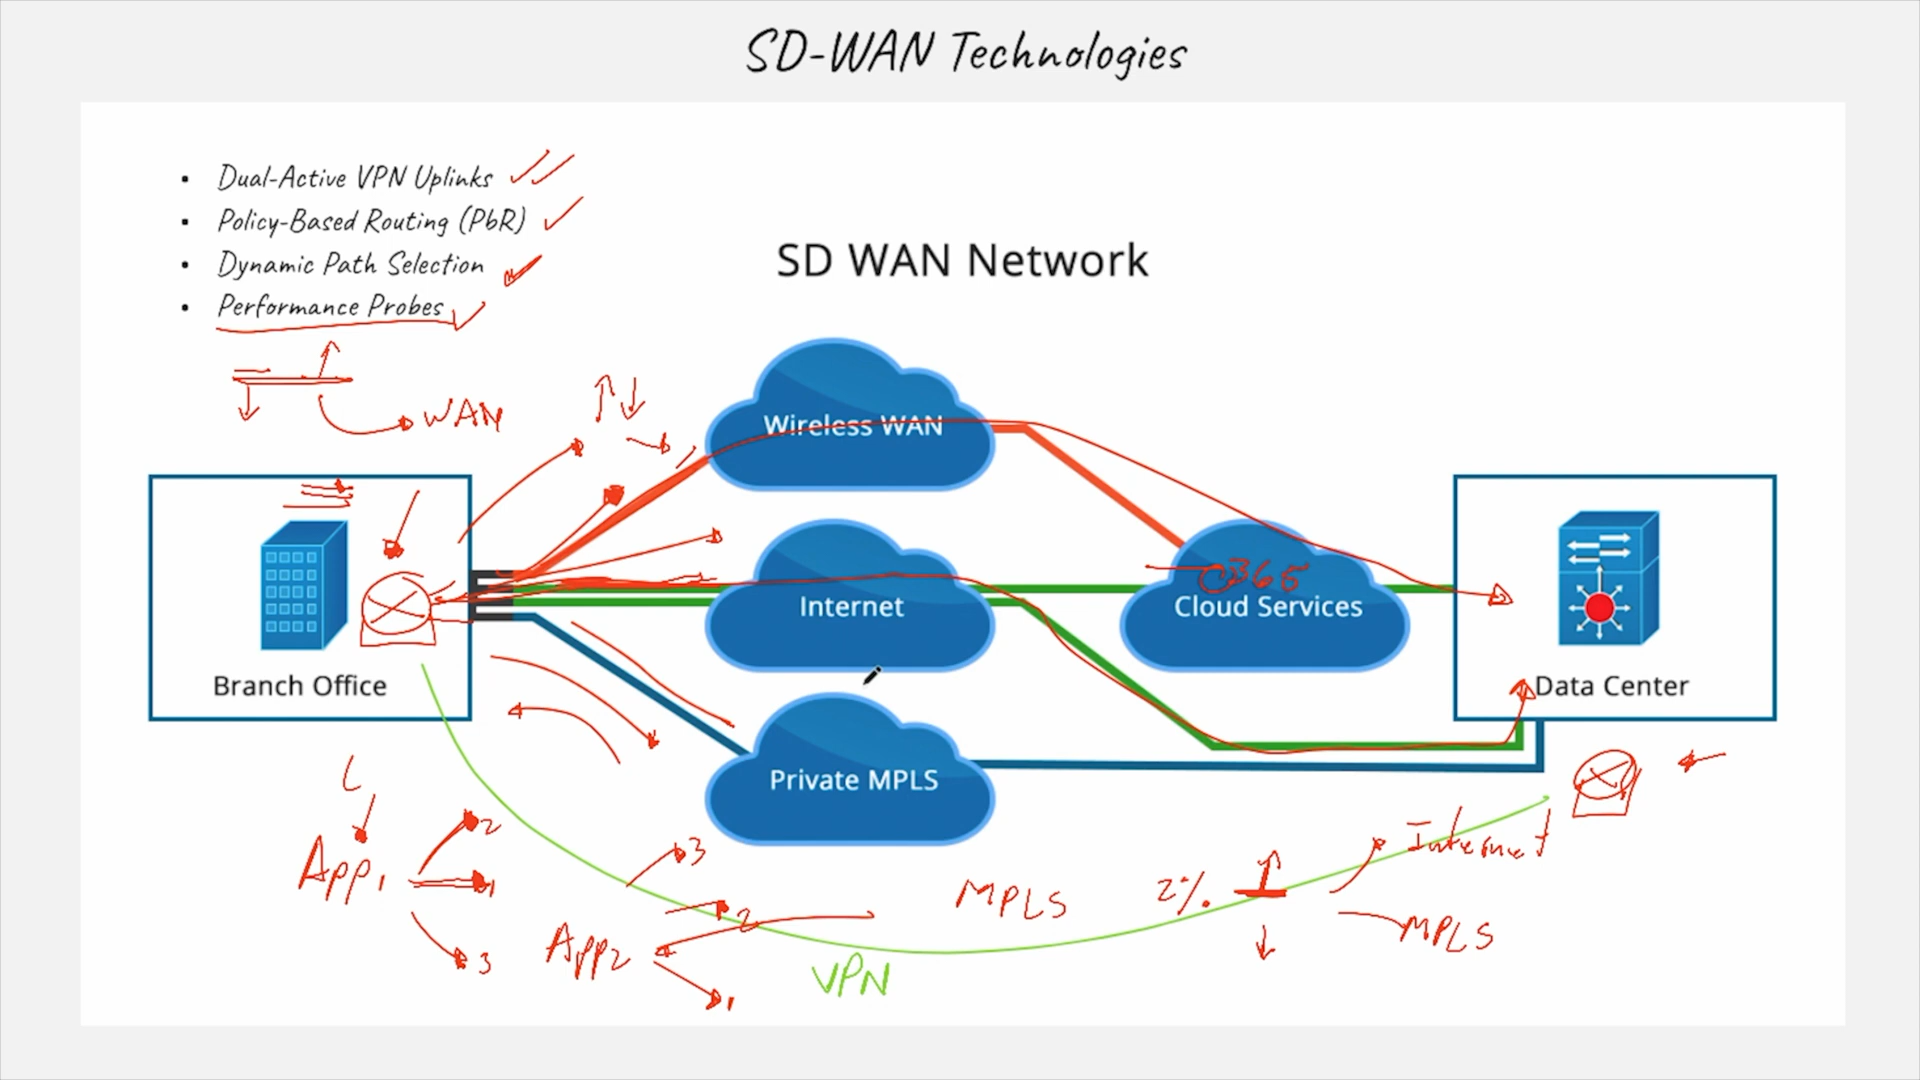 SD-WAN Technologies
• Dual-Active VPN Uplinks
• Policy-Based Routing (PbR)
• Dynamic Path Selection
• Performance Probes
SD WAN Network
WAN
Wireless WAN
Internet
Private MPLS
365
Cloud Services
Branch Office
Data Center
App1
2
1
3
App2
3
2
1
VPN
MPLS
2%
Internet
MPLS